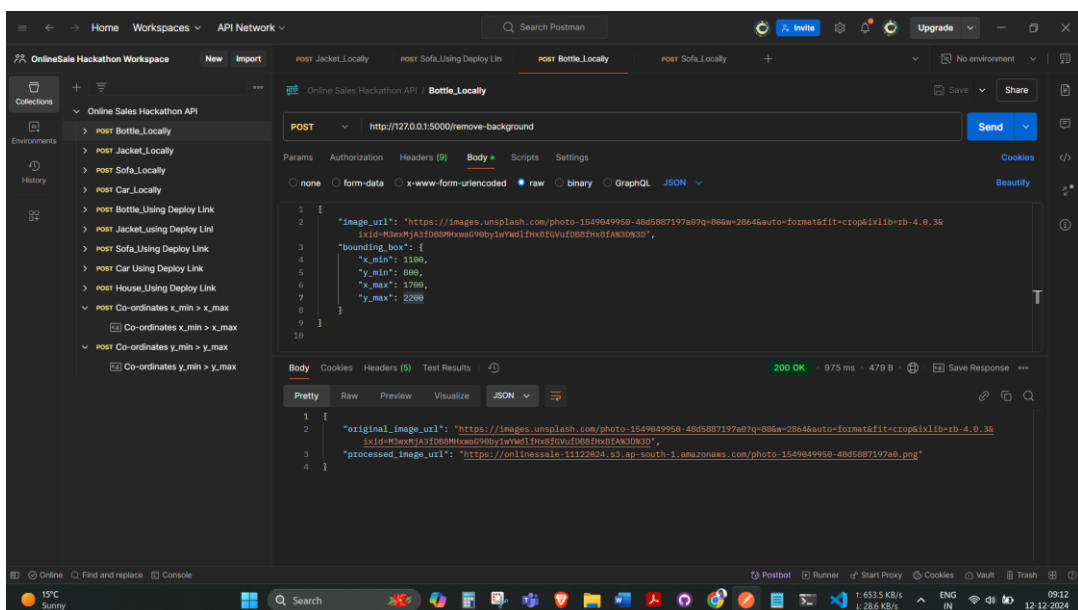 Home Workspaces API Network Search Postman Invite Upgrade
OnlineSale Hackathon Workspace New Import POST Jacket_Locally POST Sofa_Using Deploy Lin POST Bottle_Locally POST Sofa_Locally No environment
Collections
Environments
History
Online Sales Hackathon API
POST Bottle_Locally
POST Jacket_Locally
POST Sofa_Locally
POST Car_Locally
POST Bottle_Using Deploy Link
POST Jacket_using Deploy Linl
POST Sofa_Using Deploy Link
POST Car Using Deploy Link
POST House_Using Deploy Link
POST Co-ordinates x_min > x_max
Co-ordinates x_min > x_max
POST Co-ordinates y_min > y_max
Co-ordinates y_min > y_max
HTTP Online Sales Hackathon API / Bottle_Locally Save Share
POST http://127.0.0.1:5000/remove-background Send
Params Authorization Headers (9) Body Scripts Settings Cookies
none form-data x-www-form-urlencoded raw binary GraphQL JSON Beautify
1 {
2 "image_url": "https://images.unsplash.com/photo-1549049950-48d5887197a0?q=80&w=2864&auto=format&fit=crop&ixlib=rb-4.0.3&
ixid=M3wxMjA3fDB8MHxwaG90by1wYWdlfHx8fGVufDB8fHx8fA%3D%3D",
3 "bounding_box": {
4 "x_min": 1100,
5 "y_min": 800,
6 "x_max": 1700,
7 "y_max": 2200
8 }
9 }
10
Body Cookies Headers (5) Test Results 200 OK 975 ms 479 B Save Response
Pretty Raw Preview Visualize JSON
1 {
2 "original_image_url": "https://images.unsplash.com/photo-1549049950-48d5887197a0?q=80&w=2864&auto=format&fit=crop&ixlib=rb-4.0.3&
ixid=M3wxMjA3fDB8MHxwaG90by1wYWdlfHx8fGVufDB8fHx8fA%3D%3D",
3 "processed_image_url": "https://onlinessale-11122024.s3.ap-south-1.amazonaws.com/photo-1549049950-48d5887197a0.png"
4 }
Online Find and replace Console Postbot Runner Start Proxy Cookies Vault Trash
15°C
Sunny
Search
↑: 653.5 KB/s
↓: 28.6 KB/s
ENG
IN
09:12
12-12-2024